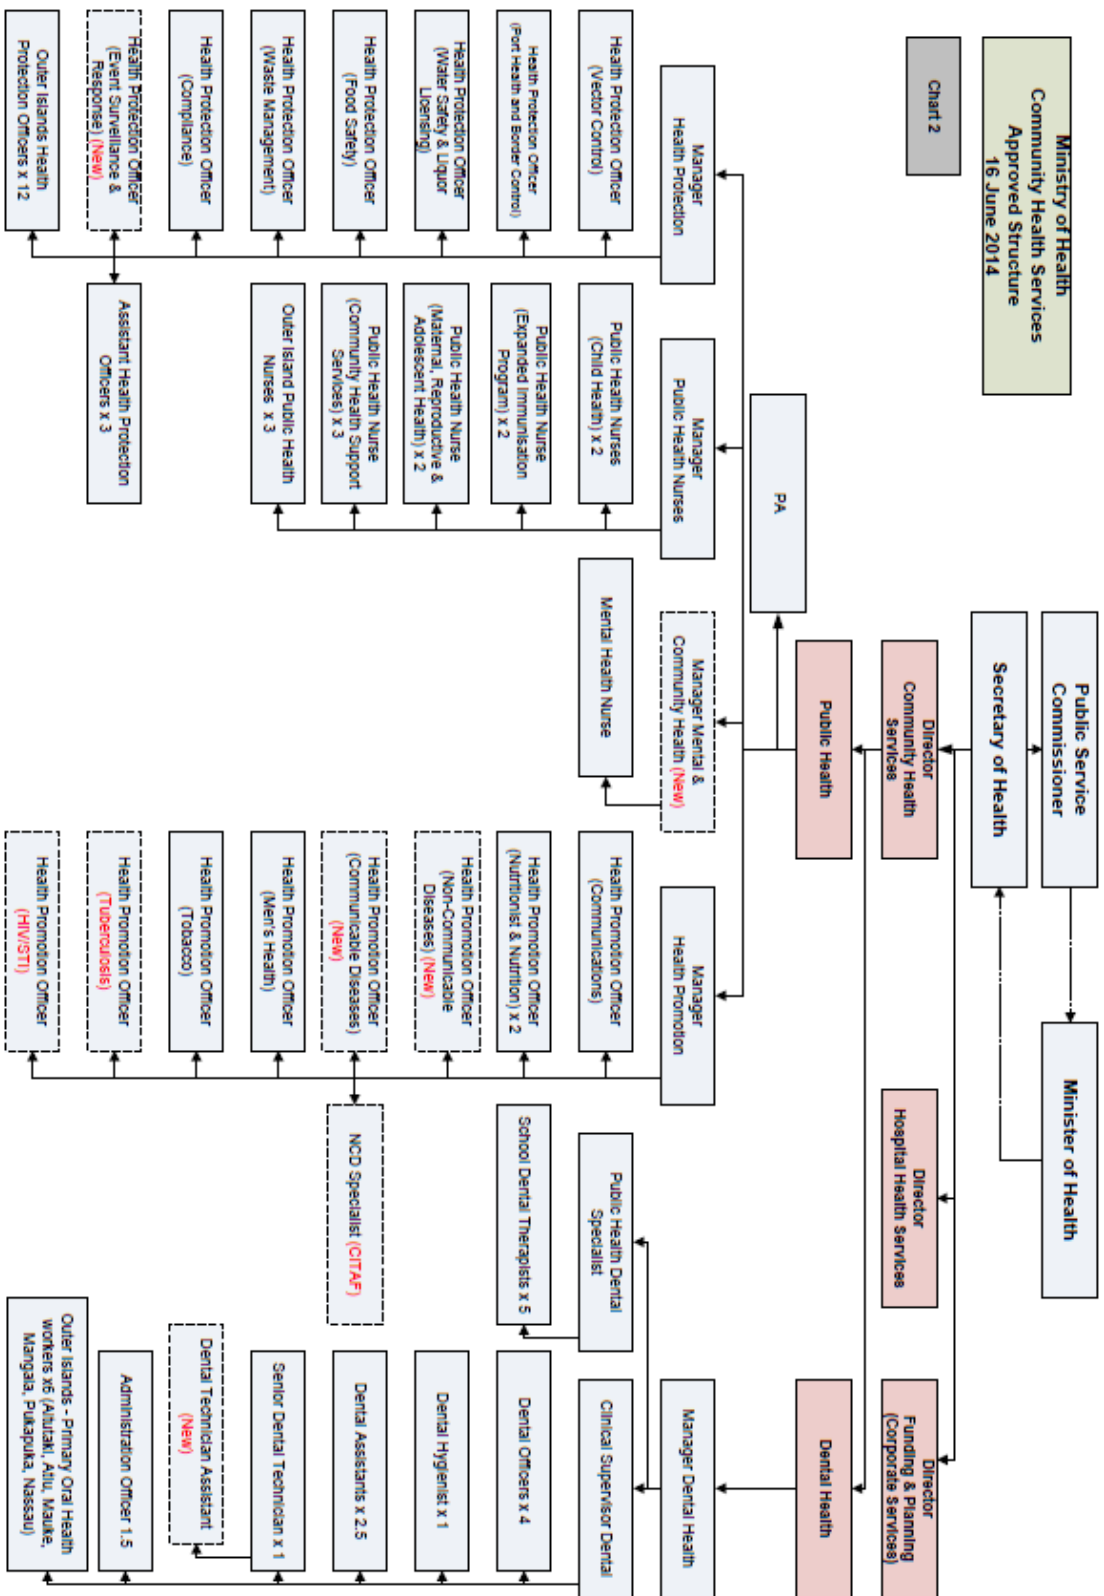 Ministry of Health
Community Health Services
Approved Structure
16 June 2014
Chart 2
Public Service
Commissioner
Minister of Health
Secretary of Health
Director
Community Health
Services
Director
Hospital Health Services
Director
Funding & Planning
(Corporate Services)
Public Health
Dental Health
PA
Manager
Health Protection
Manager
Public Health Nurses
Manager Mental &
Community Health (New)
Manager
Health Promotion
Manager Dental Health
Health Protection Officer
(Vector Control)
Health Protection Officer
(Port Health and Border Control)
Health Protection Officer
(Water Safety & Liquor
Licensing)
Health Protection Officer
(Food Safety)
Health Protection Officer
(Waste Management)
Health Protection Officer
(Compliance)
Health Protection Officer
(Event Surveillance &
Response) (New)
Outer Islands Health
Protection Officers x 12
Assistant Health Protection
Officers x 3
Public Health Nurses
(Child Health) x 2
Public Health Nurse
(Expanded Immunisation
Program) x 2
Public Health Nurse
(Maternal, Reproductive &
Adolescent Health) x 2
Public Health Nurse
(Community Health Support
Services) x 3
Outer Island Public Health
Nurses x 3
Mental Health Nurse
Health Promotion Officer
(Communications)
Health Promotion Officer
(Nutritionist & Nutrition) x 2
Health Promotion Officer
(Non-Communicable
Diseases) (New)
Health Promotion Officer
(Communicable Diseases)
(New)
Health Promotion Officer
(Men's Health)
Health Promotion Officer
(Tobacco)
Health Promotion Officer
(Tuberculosis)
Health Promotion Officer
(HIV/STI)
NCD Specialist (CITAF)
Public Health Dental
Specialist
School Dental Therapists x 5
Clinical Supervisor Dental
Dental Officers x 4
Dental Hygienist x 1
Dental Assistants x 2.5
Senior Dental Technician x 1
Dental Technician Assistant
(New)
Administration Officer 1.5
Outer Islands - Primary Oral Health
workers x6 (Aitutaki, Atiu, Mauke,
Mangaia, Pukapuka, Nassau)